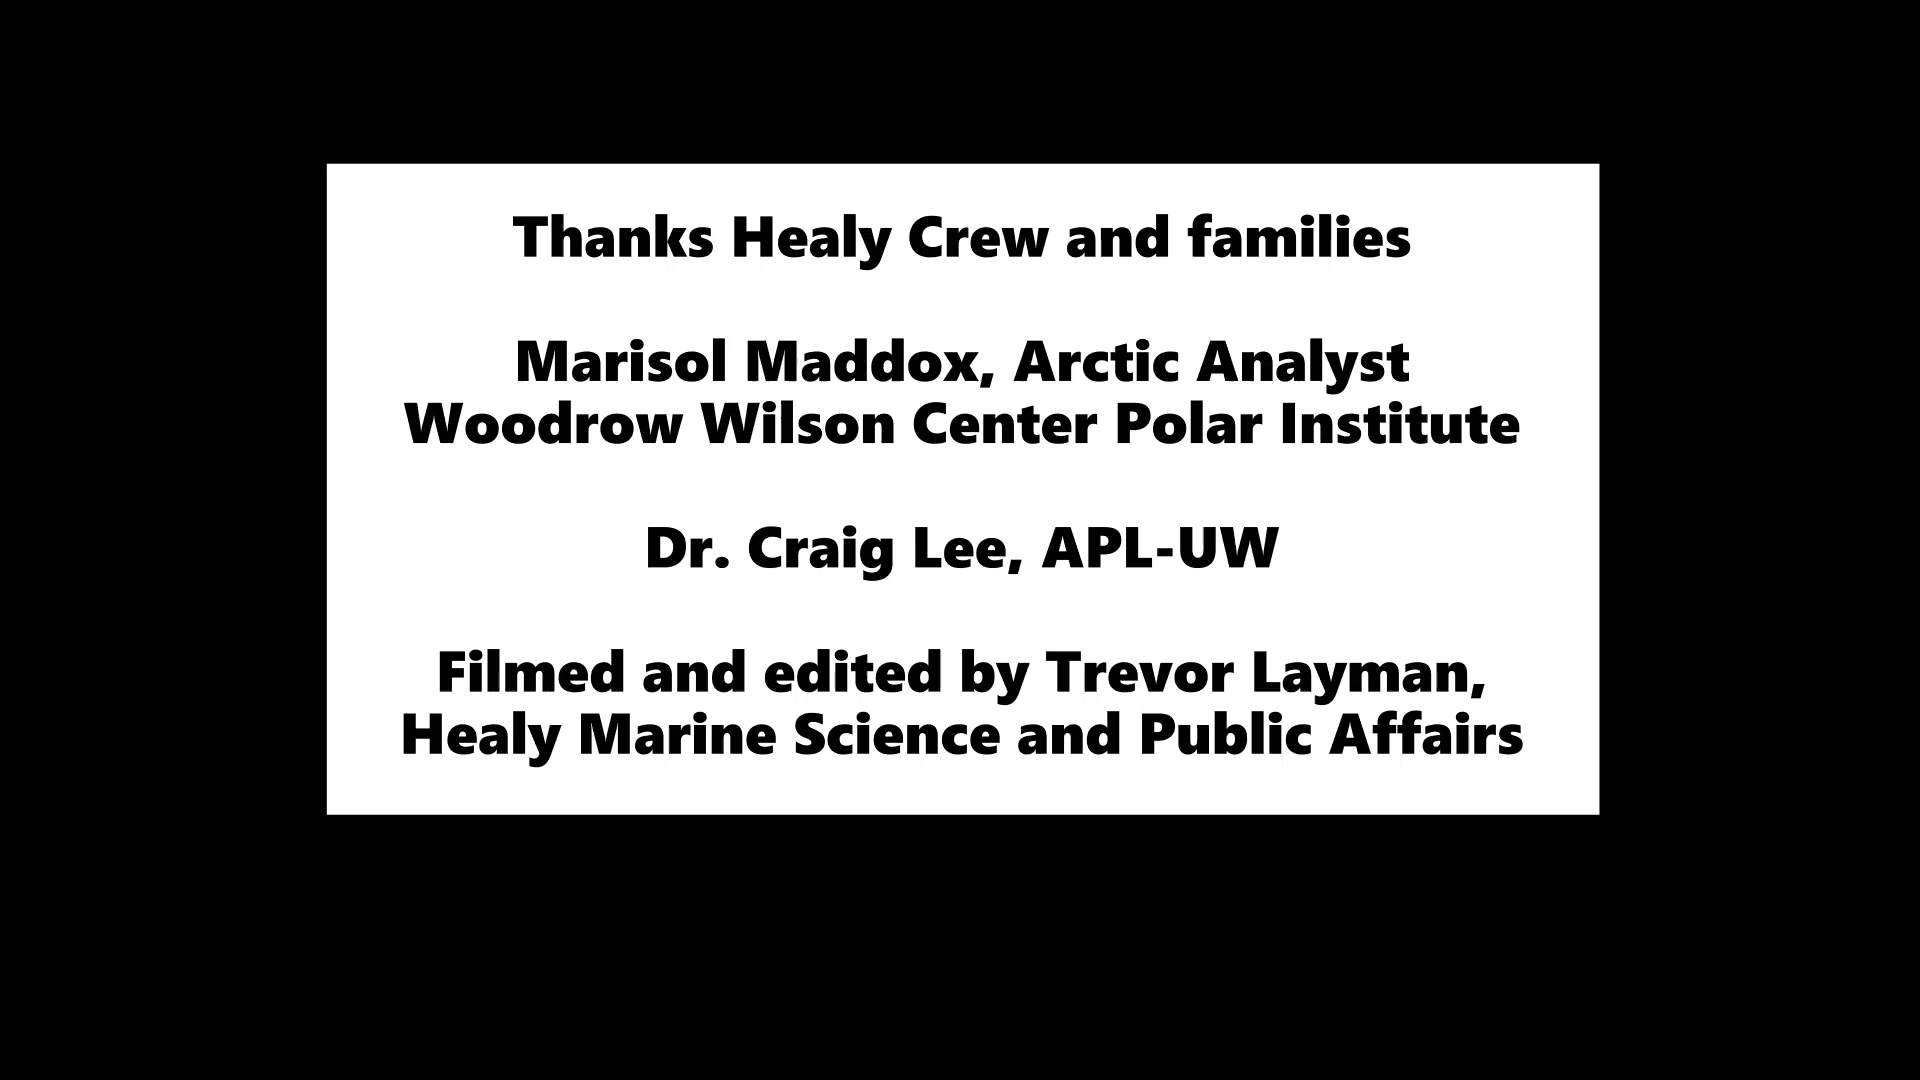 Thanks Healy Crew and families
Marisol Maddox, Arctic Analyst
Woodrow Wilson Center Polar Institute
Dr. Craig Lee, APL-UW
Filmed and edited by Trevor Layman,
Healy Marine Science and Public Affairs